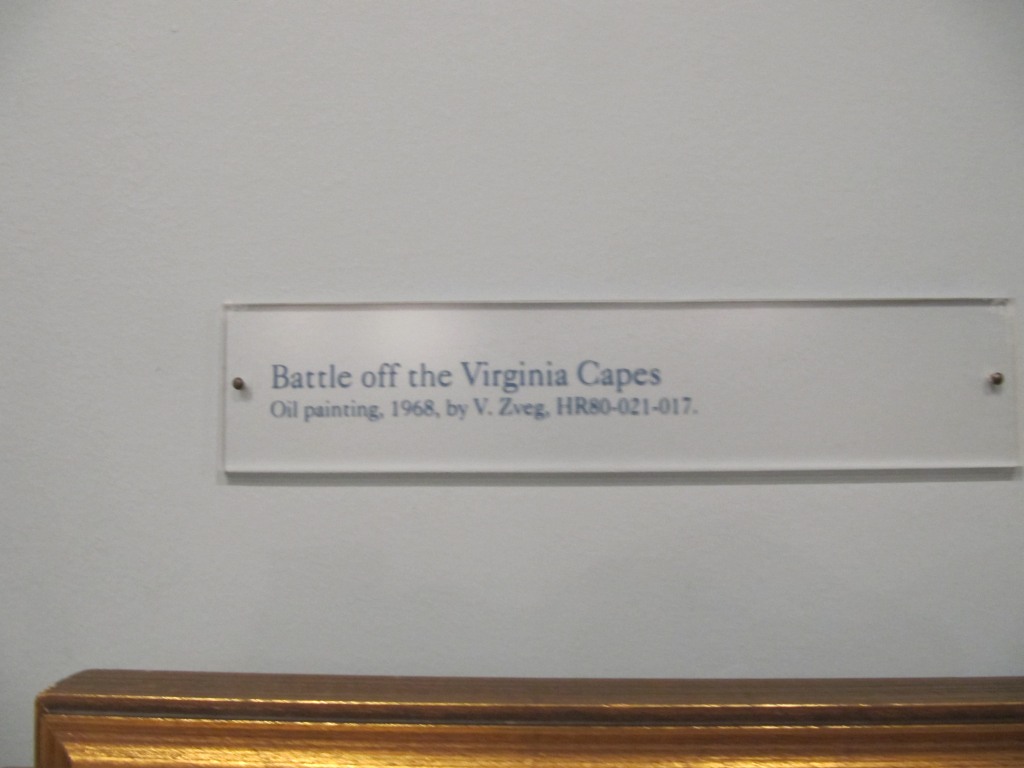 Battle off the Virginia Capes
Oil painting, 1968, by V. Zveg, HR80-021-017.